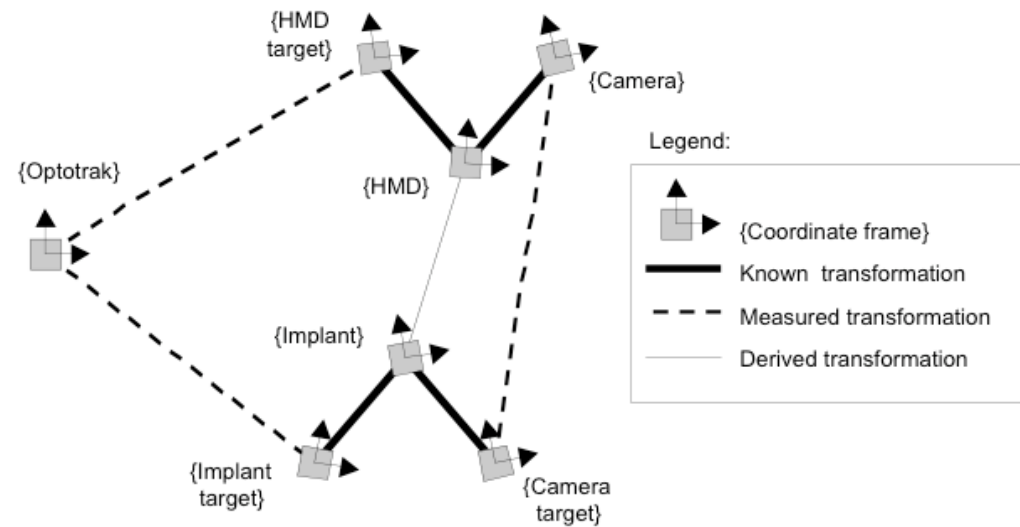 {HMD
target}
{Camera}
{Optotrak}
{HMD}
{Implant}
{Implant
target}
{Camera
target}
Legend:
{Coordinate frame}
Known transformation
Measured transformation
Derived transformation